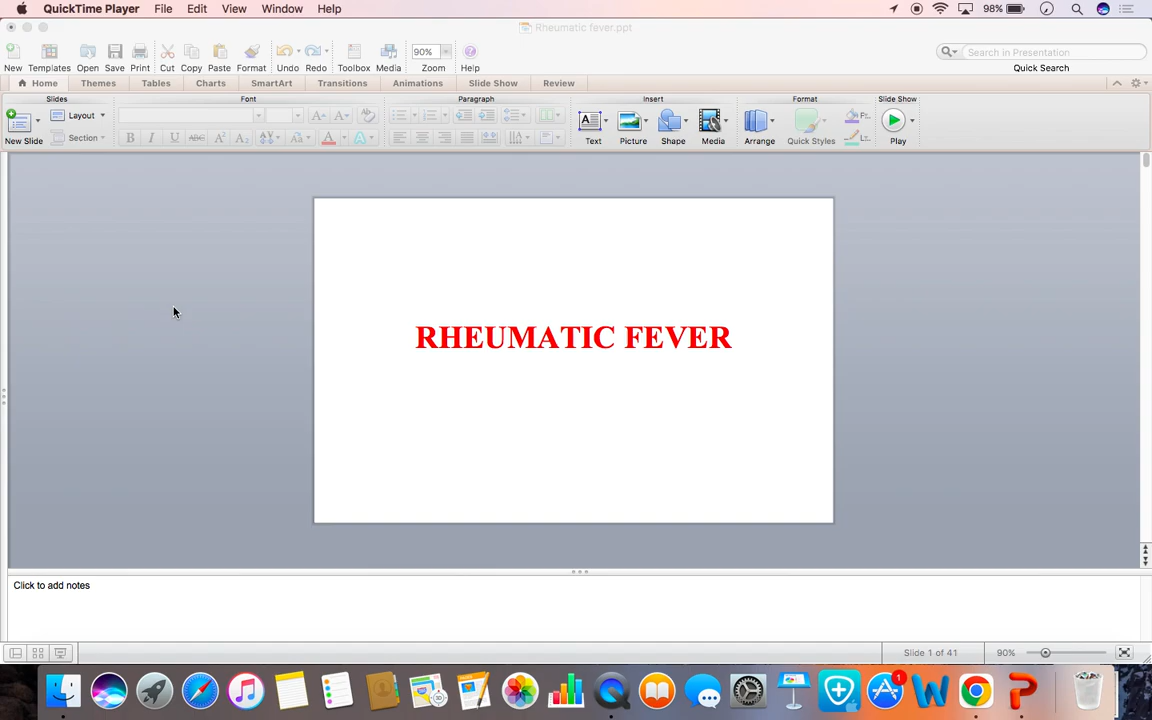 QuickTime Player File Edit View Window Help 98%
Rheumatic fever.ppt
90% Search in Presentation
New Templates Open Save Print Cut Copy Paste Format Undo Redo Toolbox Media Zoom Help Quick Search
Home Themes Tables Charts SmartArt Transitions Animations Slide Show Review
Slides Font Paragraph Insert Format Slide Show
Layout
New Slide Section Text Picture Shape Media Arrange Quick Styles Play
RHEUMATIC FEVER
Click to add notes
Slide 1 of 41 90%
1